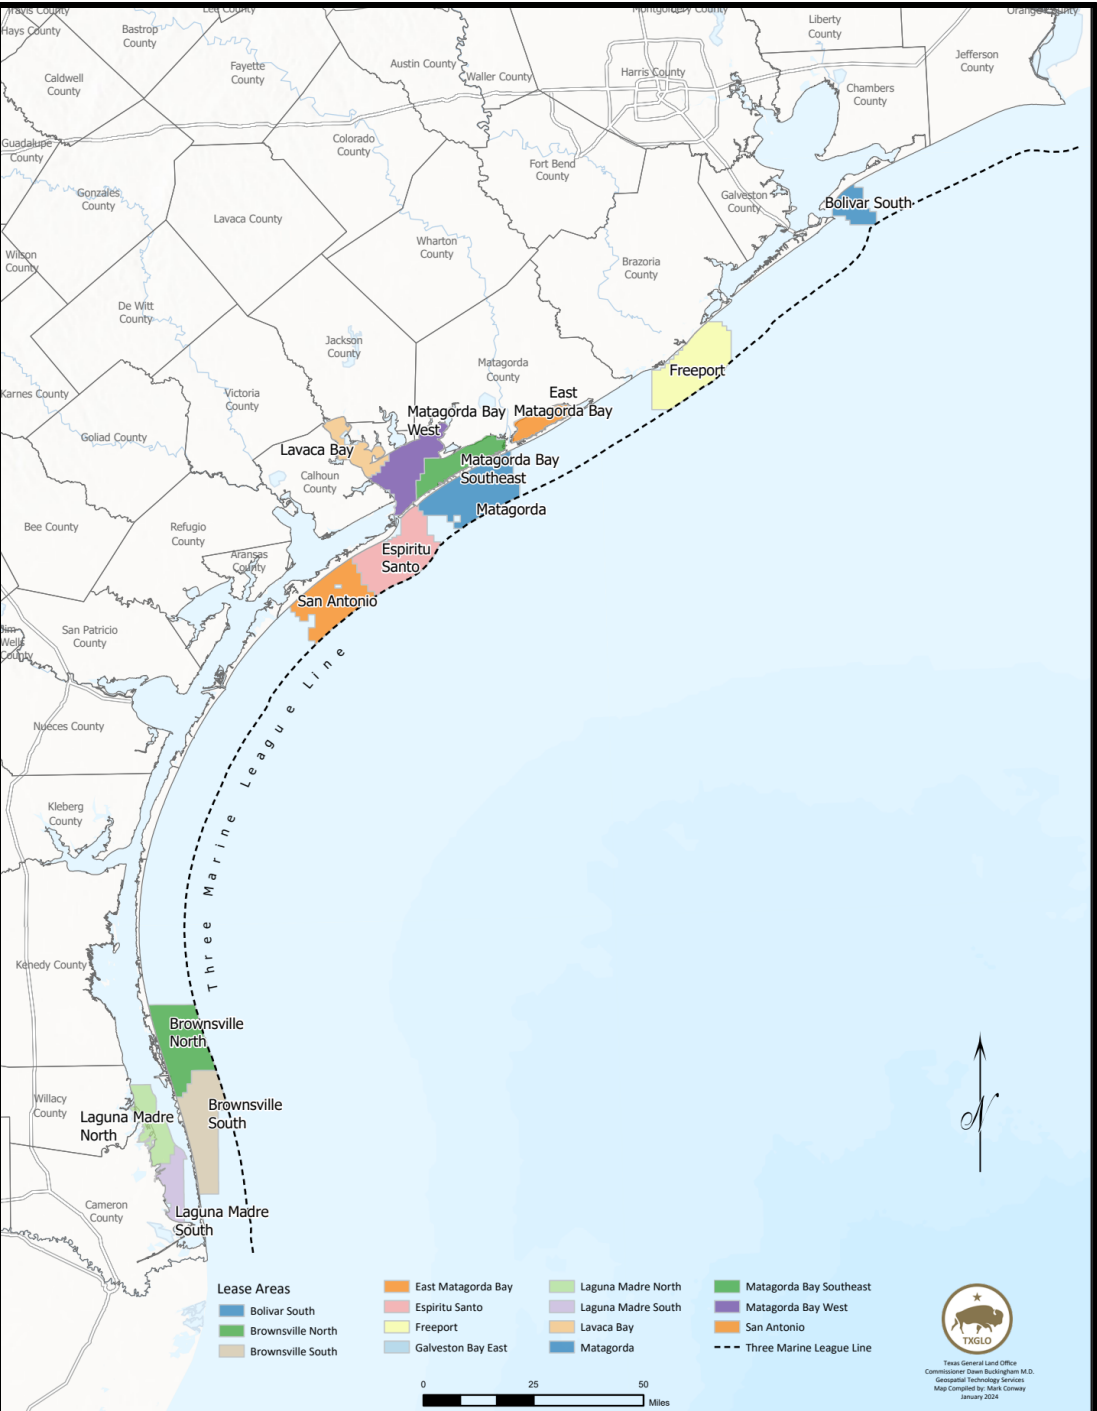 Travis County
Lee County
Montgomery County
Orange County
Hays County
Bastrop
County
Liberty
County
Fayette
County
Austin County
Waller County
Harris County
Jefferson
County
Caldwell
County
Chambers
County
Guadalupe
County
Colorado
County
Fort Bend
County
Gonzales
County
Galveston
County
Bolivar South
Lavaca County
Wharton
County
Wilson
County
Brazoria
County
De Witt
County
Jackson
County
Matagorda
County
Freeport
Karnes County
Victoria
County
East
Matagorda Bay
Matagorda Bay
West
Goliad County
Lavaca Bay
Matagorda Bay
Southeast
Calhoun
County
Matagorda
Bee County
Refugio
County
Aransas
County
Espiritu
Santo
San Antonio
Jim
Wells
County
San Patricio
County
Three Marine League Line
Nueces County
Kleberg
County
Kenedy County
Brownsville
North
Willacy
County
Laguna Madre
North
Brownsville
South
N
Cameron
County
Laguna Madre
South
Lease Areas
Bolivar South
Brownsville North
Brownsville South
East Matagorda Bay
Espiritu Santo
Freeport
Galveston Bay East
Laguna Madre North
Laguna Madre South
Lavaca Bay
Matagorda
Matagorda Bay Southeast
Matagorda Bay West
San Antonio
Three Marine League Line
0 25 50
Miles
TXGLO
Texas General Land Office
Commissioner Dawn Buckingham M.D.
Geospatial Technology Services
Map Compiled by: Mark Conway
January 2024